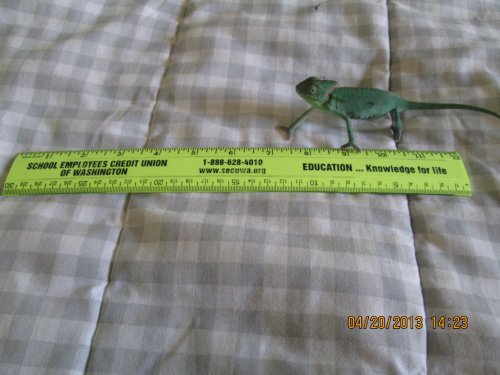 SCHOOL EMPLOYEES CREDIT UNION
OF WASHINGTON
1-888-628-4010
www.secuwa.org
EDUCATION ... Knowledge for life
04/20/2013 14:23